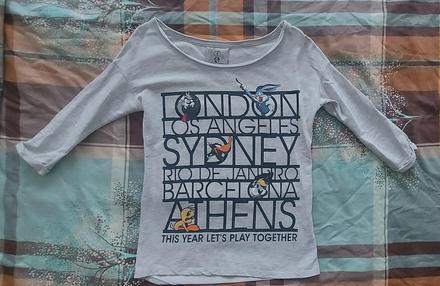 LONDON
LOS ANGELES
SYDNEY
RIO DE JANEIRO
BARCELONA
ATHENS
THIS YEAR LET'S PLAY TOGETHER